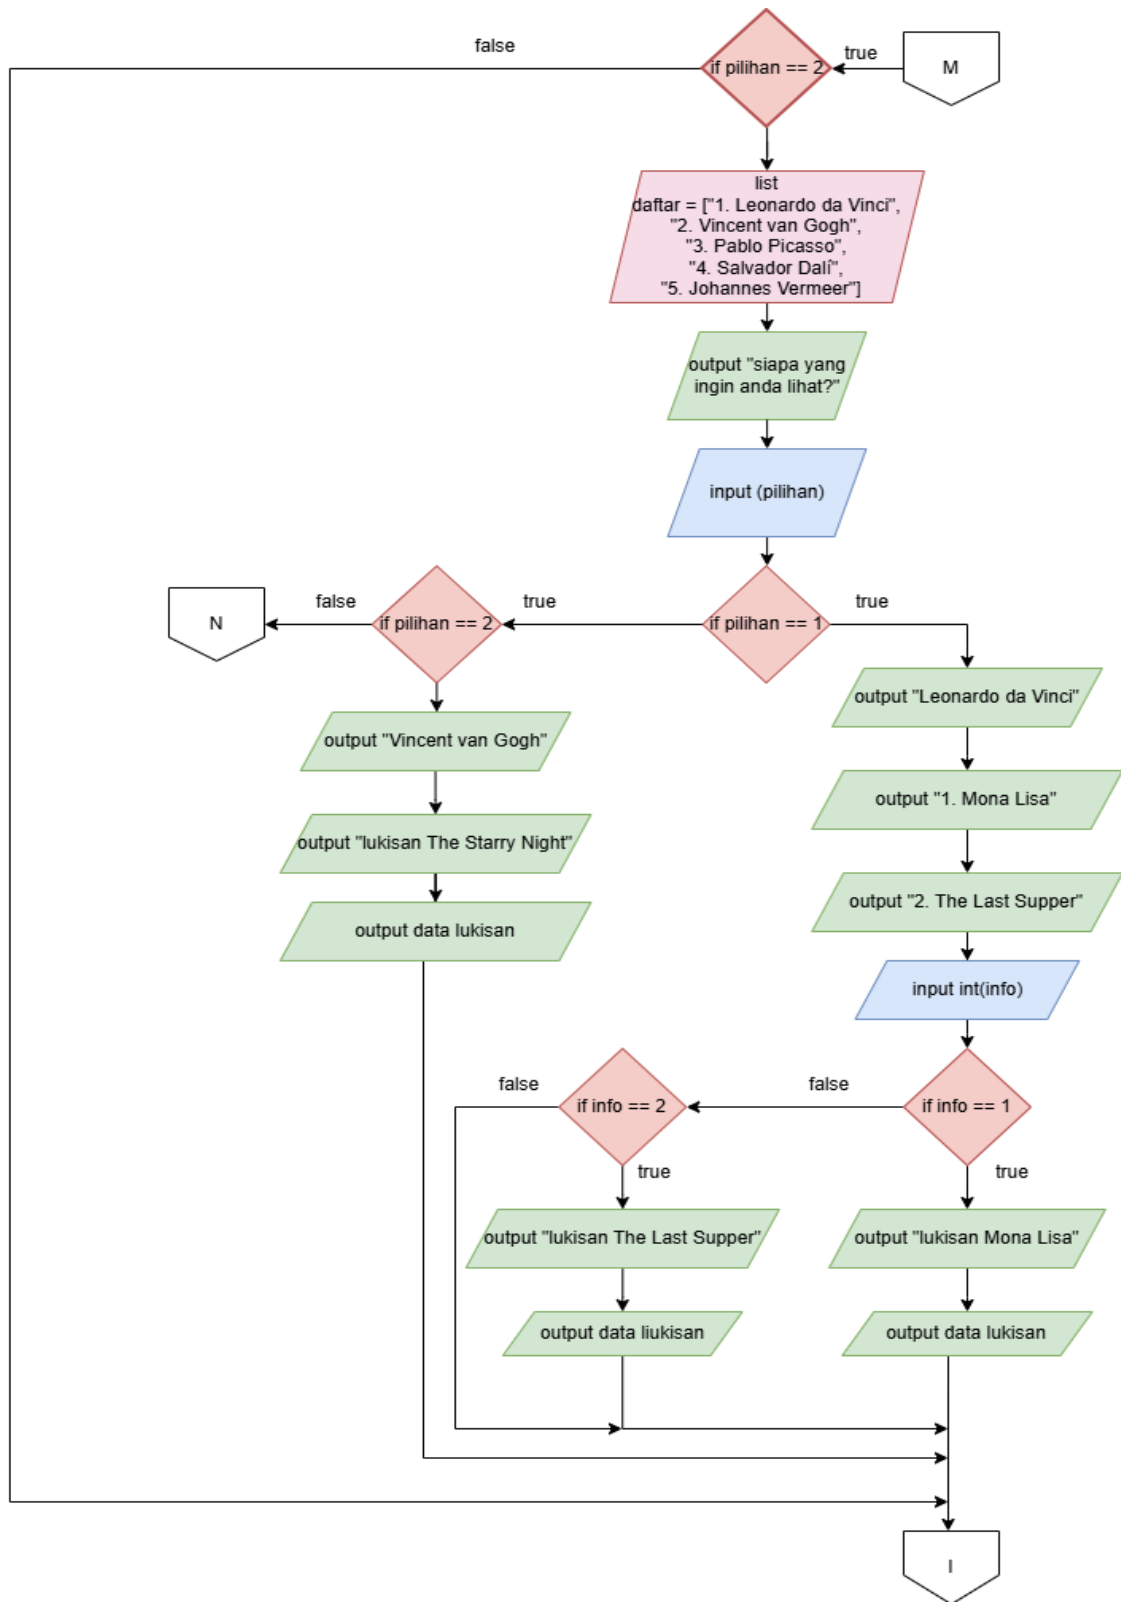 false
if pilihan == 2
true
M
list
daftar = ["1. Leonardo da Vinci",
"2. Vincent van Gogh",
"3. Pablo Picasso",
"4. Salvador Dalí",
"5. Johannes Vermeer"]
output "siapa yang
ingin anda lihat?"
input (pilihan)
N
false
if pilihan == 2
true
if pilihan == 1
true
output "Leonardo da Vinci"
output "Vincent van Gogh"
output "1. Mona Lisa"
output "lukisan The Starry Night"
output "2. The Last Supper"
output data lukisan
input int(info)
false
if info == 2
false
if info == 1
true
true
output "lukisan The Last Supper"
output "lukisan Mona Lisa"
output data liukisan
output data lukisan
I